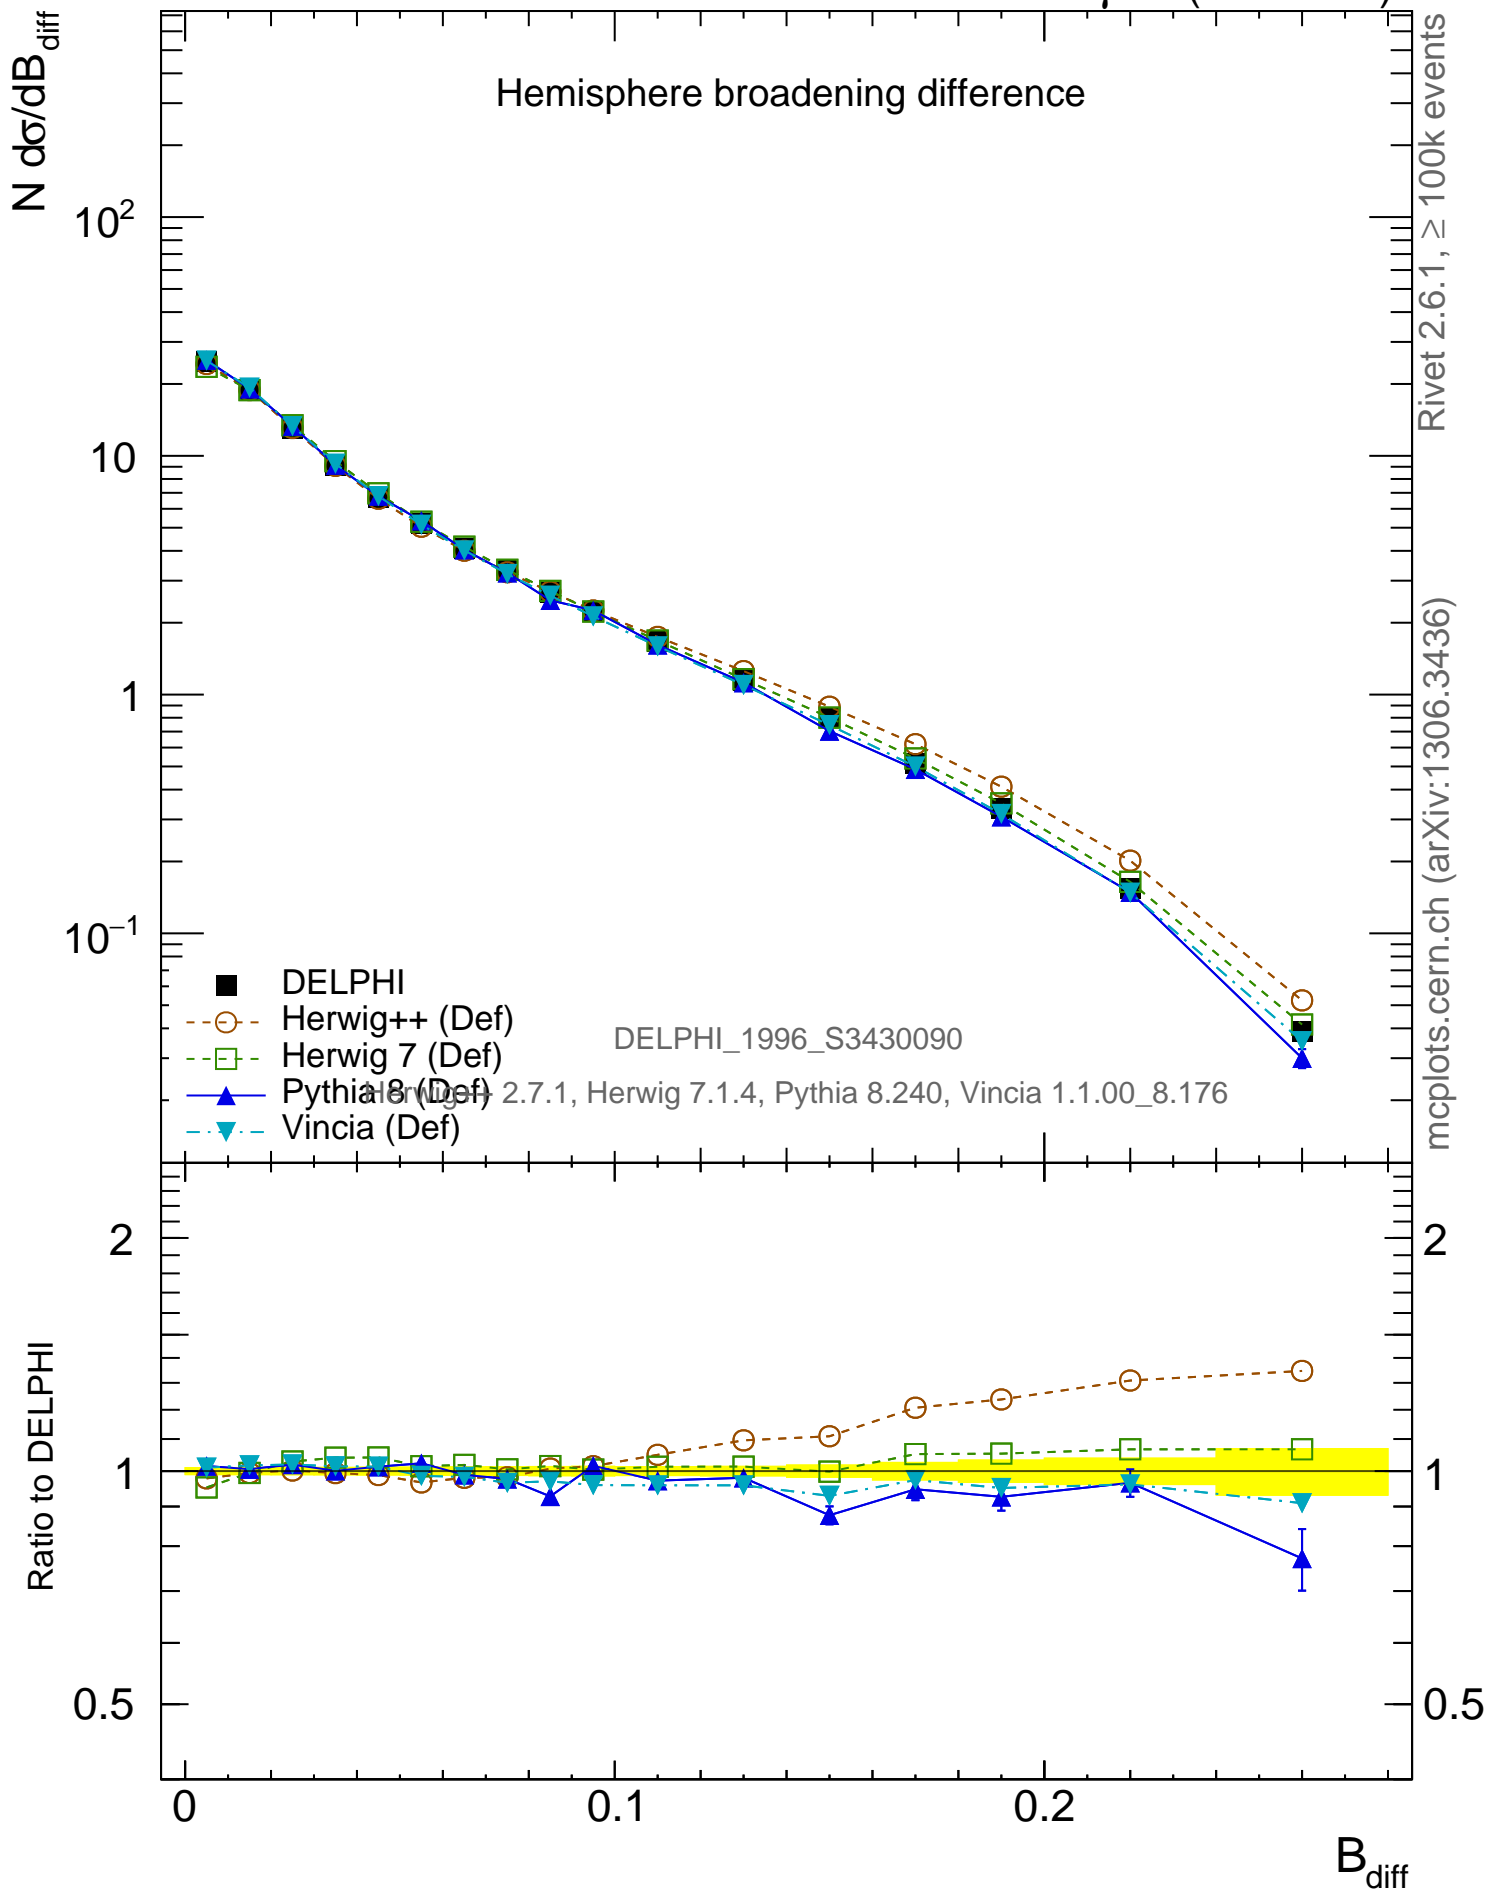 N dσ/dB_diff
Hemisphere broadening difference
10²
10
1
10⁻¹
DELPHI
Herwig++ (Def)
Herwig 7 (Def)
Pythia 8 (Def)
Vincia (Def)
DELPHI_1996_S3430090
Herwig++ 2.7.1, Herwig 7.1.4, Pythia 8.240, Vincia 1.1.00_8.176
Rivet 2.6.1, ≥ 100k events
mcplots.cern.ch (arXiv:1306.3436)
Ratio to DELPHI
2
1
0.5
2
1
0.5
0
0.1
0.2
B_diff